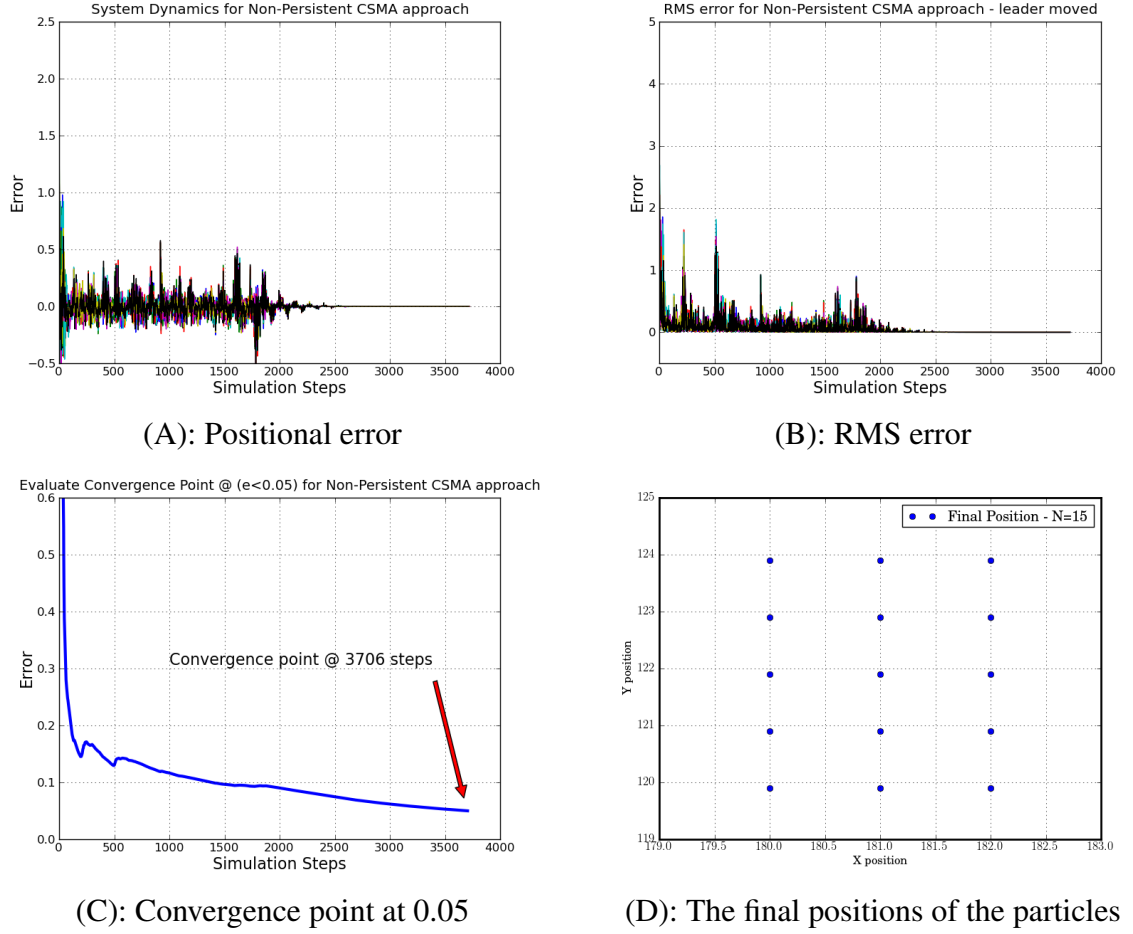 System Dynamics for Non-Persistent CSMA approach
2.5
2.0
1.5
1.0
0.5
0.0
−0.5
Error
0 500 1000 1500 2000 2500 3000 3500 4000
Simulation Steps
(A): Positional error
RMS error for Non-Persistent CSMA approach - leader moved
5
4
3
2
1
0
Error
0 500 1000 1500 2000 2500 3000 3500 4000
Simulation Steps
(B): RMS error
Evaluate Convergence Point @ (e<0.05) for Non-Persistent CSMA approach
0.6
0.5
0.4
0.3
0.2
0.1
0.0
Error
Convergence point @ 3706 steps
0 500 1000 1500 2000 2500 3000 3500 4000
Simulation Steps
(C): Convergence point at 0.05
Final Position - N=15
125
124
123
122
121
120
119
Y position
179.0 179.5 180.0 180.5 181.0 181.5 182.0 182.5 183.0
X position
(D): The final positions of the particles